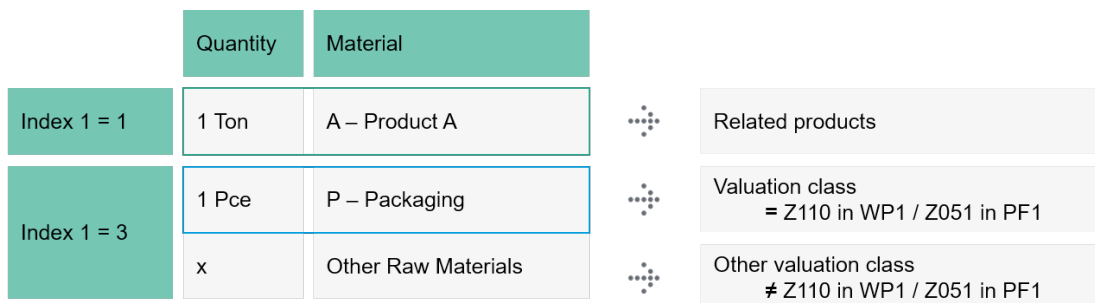 Quantity
Material
Index 1 = 1
1 Ton
A – Product A
Related products
Index 1 = 3
1 Pce
P – Packaging
Valuation class
= Z110 in WP1 / Z051 in PF1
x
Other Raw Materials
Other valuation class
≠ Z110 in WP1 / Z051 in PF1